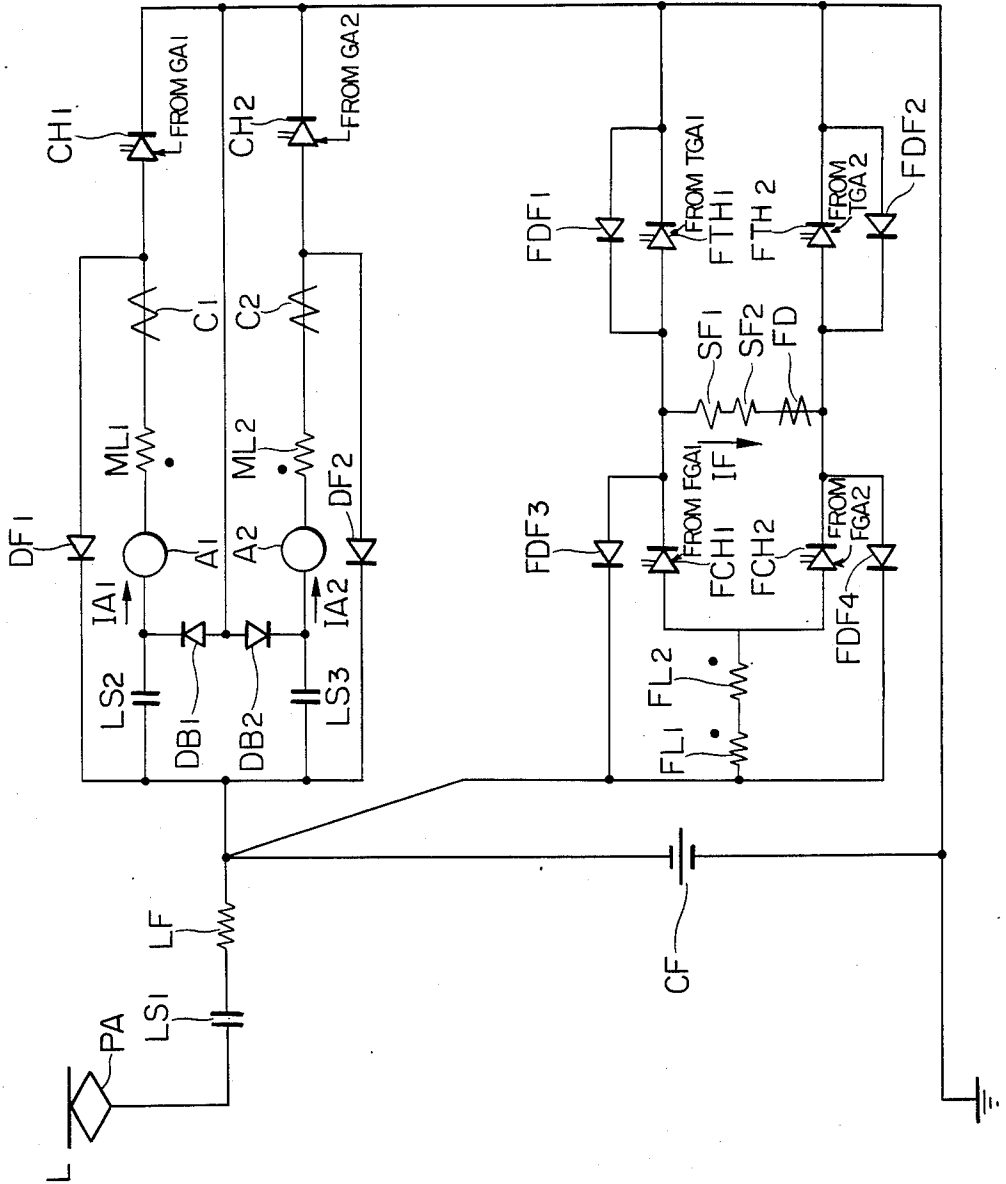 L
PA
LS1
LF
CF
DF1
IA1
LS2
A1
ML1
C1
CH1
FROM GA1
DB1
DB2
LS3
IA2
A2
ML2
DF2
C2
CH2
FROM GA2
FL1
FL2
FDF3
FROM FGA1
FCH1
FCH2
FROM
FGA2
FDF4
IF
SF1
SF2
FD
FDF1
FROM TGA1
FTH1
FTH2
FROM
TGA2
FDF2